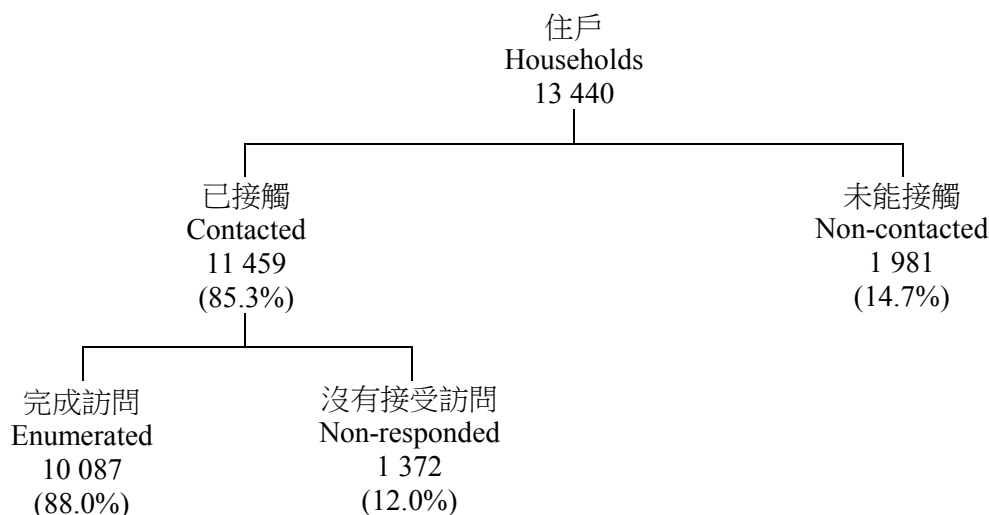 住戶
Households
13 440
已接觸
Contacted
11 459
(85.3%)
未能接觸
Non-contacted
1 981
(14.7%)
完成訪問
Enumerated
10 087
(88.0%)
沒有接受訪問
Non-responded
1 372
(12.0%)